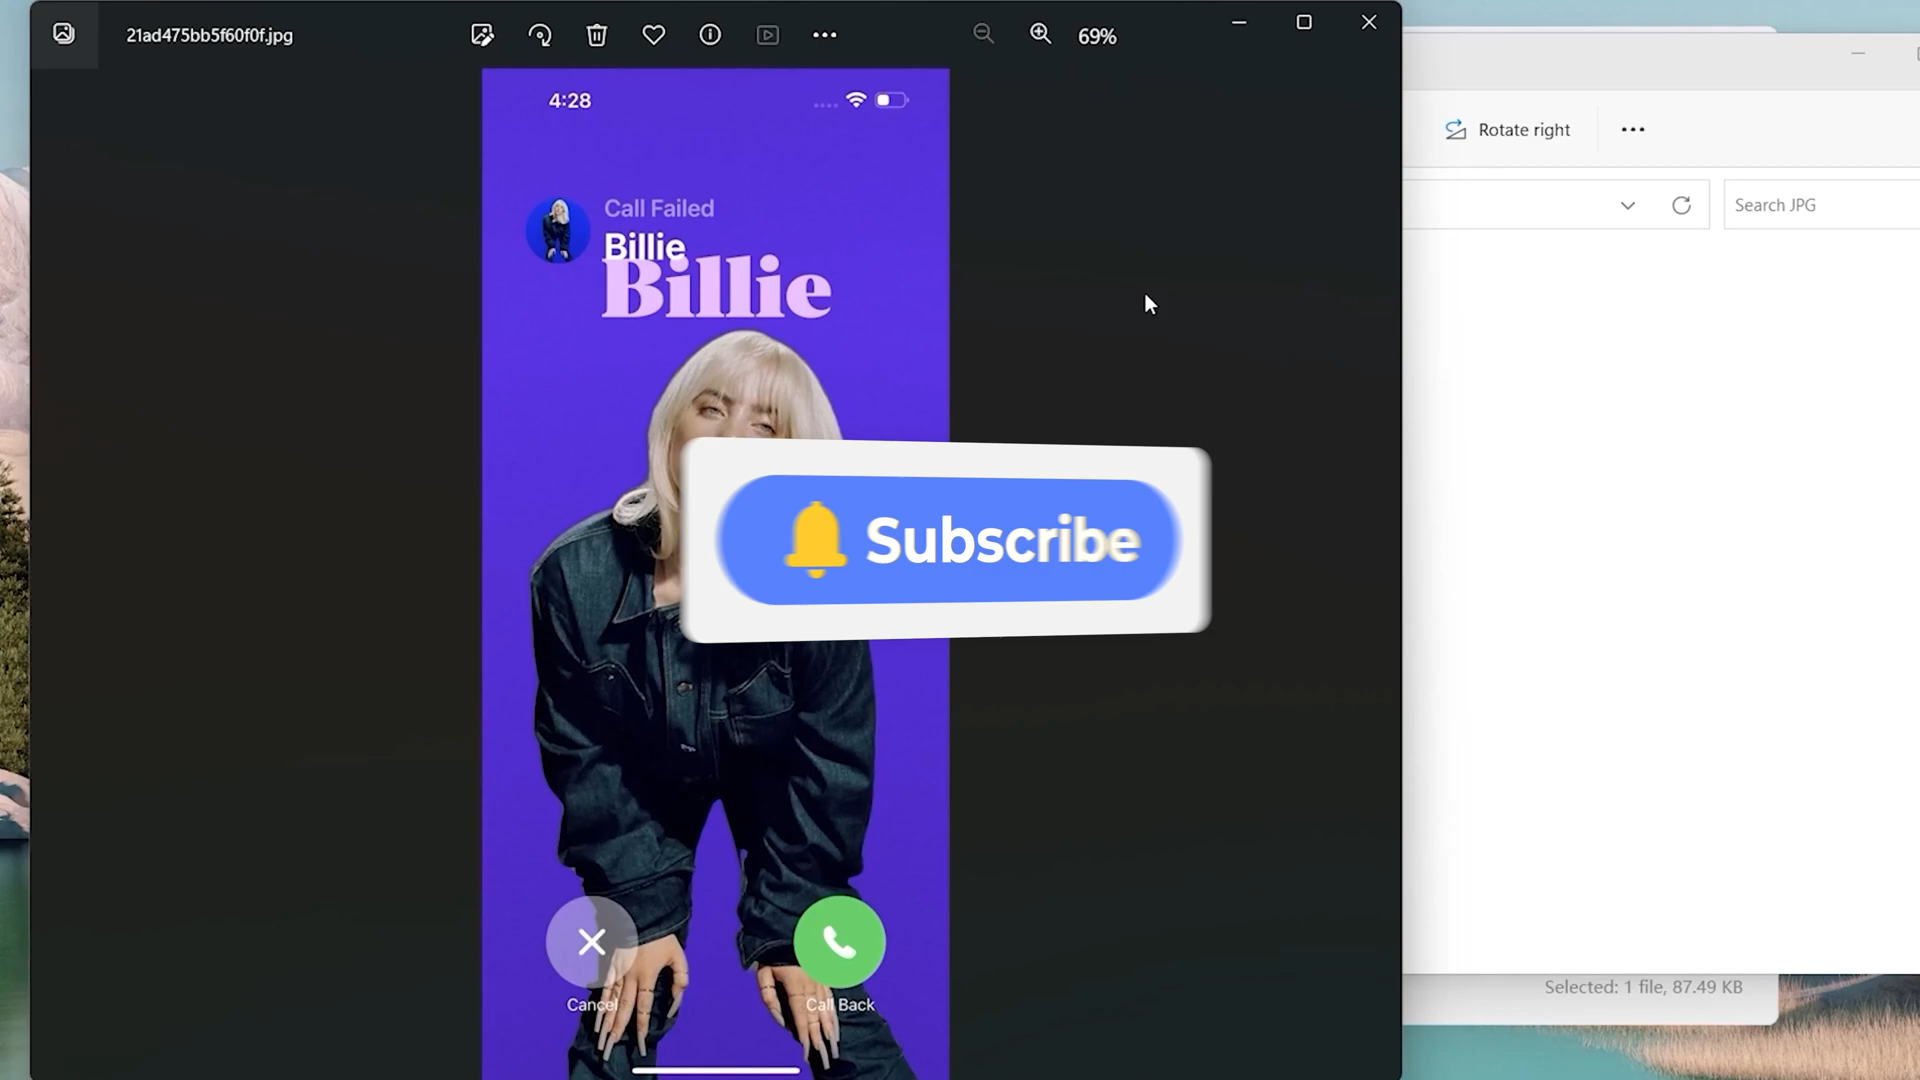 21ad475bb5f60f0f.jpg
69%
Rotate right
Search JPG
4:28
Call Failed
Billie
Billie
Subscribe
Cancel
Call Back
Selected: 1 file, 87.49 KB